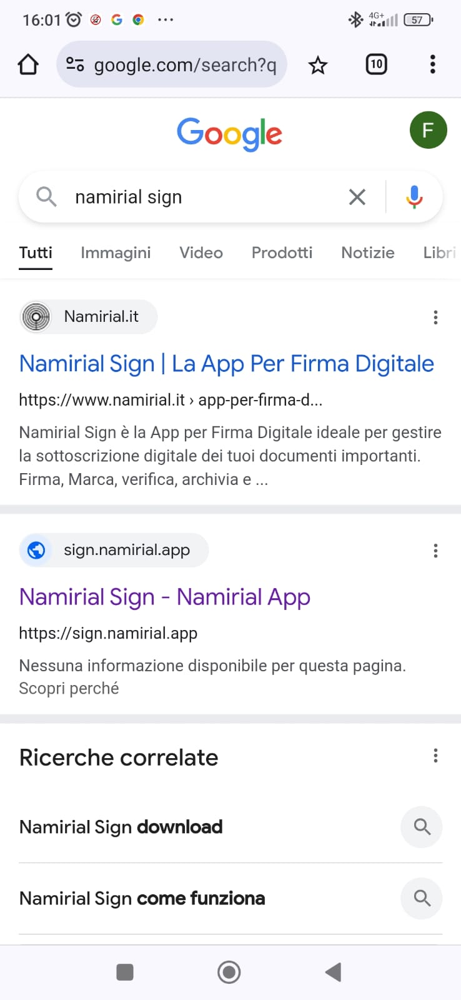 16:01
4G+
57
google.com/search?q
10
Google
F
namirial sign
Tutti Immagini Video Prodotti Notizie Libri
Namirial.it
Namirial Sign | La App Per Firma Digitale
https://www.namirial.it › app-per-firma-d...
Namirial Sign è la App per Firma Digitale ideale per gestire
la sottoscrizione digitale dei tuoi documenti importanti.
Firma, Marca, verifica, archivia e ...
sign.namirial.app
Namirial Sign - Namirial App
https://sign.namirial.app
Nessuna informazione disponibile per questa pagina.
Scopri perché
Ricerche correlate
Namirial Sign download
Namirial Sign come funziona